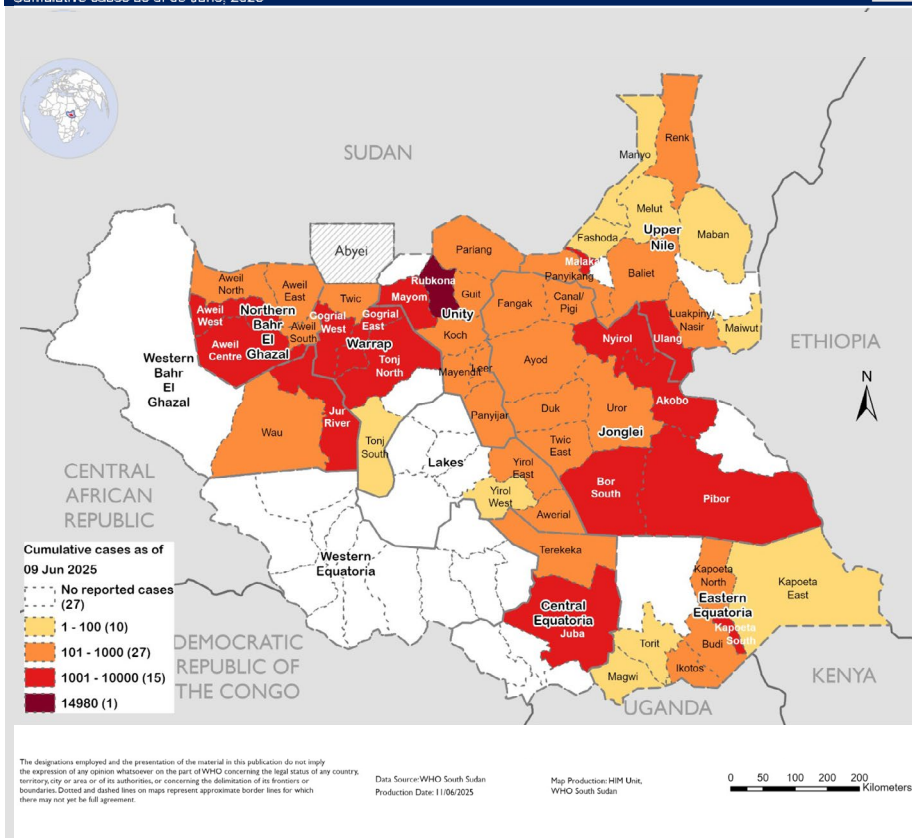 Cumulative cases as of 09 June, 2025
SUDAN
Renk
Manyo
Melut
Upper
Nile
Maban
Fashoda
Abyei
Pariang
Malakal
Panyikang
Baliet
Rubkona
Aweil
North
Aweil
East
Twic
Mayom
Guit
Fangak
Canal/
Pigi
Luakpiny/
Nasir
Maiwut
Aweil
West
Northern
Bahr
El
Ghazal
Aweil
South
Gogrial
West
Gogrial
East
Unity
Koch
Nyirol
Ulang
ETHIOPIA
Aweil
Centre
Warrap
Tonj
North
Mayendit
Leer
Ayod
Western
Bahr
El
Ghazal
N
Akobo
Jur
River
Panyijar
Duk
Uror
Wau
Tonj
South
Twic
East
Jonglei
Lakes
Yirol
East
CENTRAL
AFRICAN
REPUBLIC
Yirol
West
Bor
South
Pibor
Awerial
Western
Equatoria
Terekeka
Kapoeta
North
Kapoeta
East
Eastern
Equatoria
Central
Equatoria
Juba
Kapoeta
South
Torit
Budi
Magwi
Ikotos
DEMOCRATIC
REPUBLIC OF
THE CONGO
UGANDA
KENYA
Cumulative cases as of
09 Jun 2025
No reported cases
(27)
1 - 100 (10)
101 - 1000 (27)
1001 - 10000 (15)
14980 (1)
The designations employed and the presentation of the material in this publication do not imply
the expression of any opinion whatsoever on the part of WHO concerning the legal status of any country,
territory, city or area or of its authorities, or concerning the delimitation of its frontiers or
boundaries. Dotted and dashed lines on maps represent approximate border lines for which
there may not yet be full agreement.
Data Source: WHO South Sudan
Production Date: 11/06/2025
Map Production: HIM Unit,
WHO South Sudan
0 50 100 200 200
Kilometers